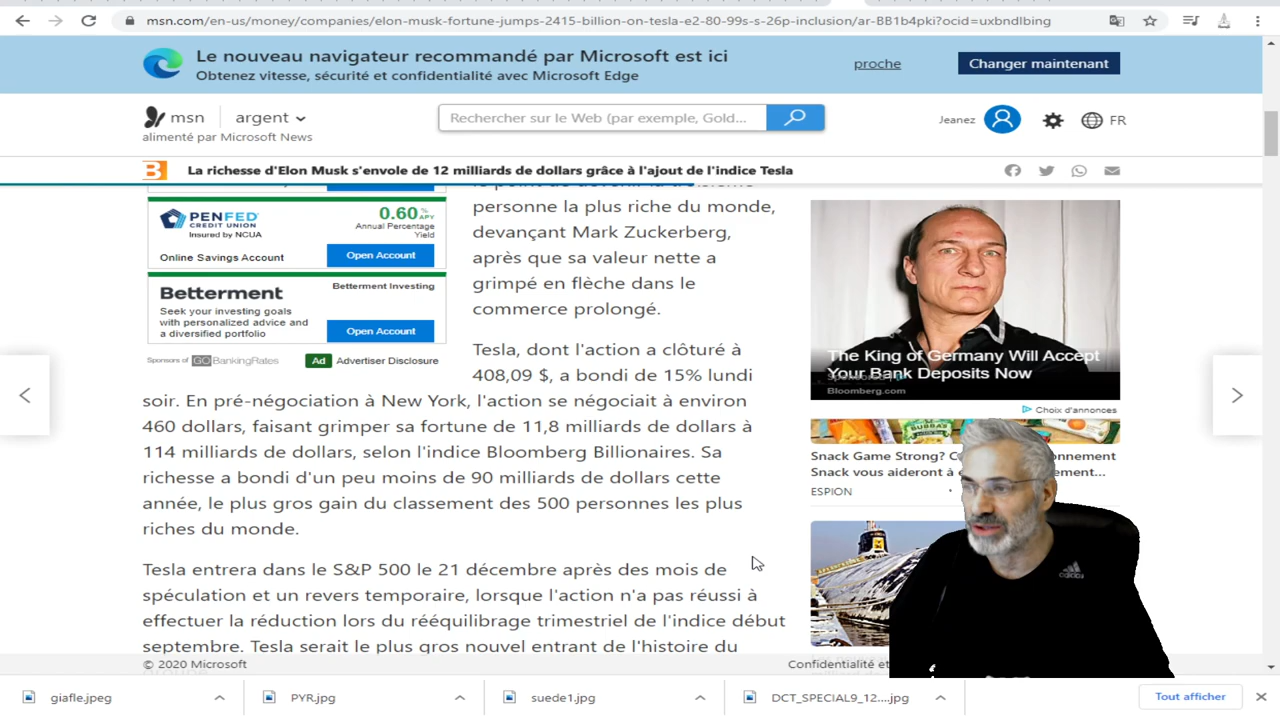 msn.com/en-us/money/companies/elon-musk-fortune-jumps-2415-billion-on-tesla-e2-80-99s-s-26p-inclusion/ar-BB1b4pki?ocid=uxbndlbing
Le nouveau navigateur recommandé par Microsoft est ici
Obtenez vitesse, sécurité et confidentialité avec Microsoft Edge
proche
Changer maintenant
msn
argent
alimenté par Microsoft News
Rechercher sur le Web (par exemple, Gold...
Jeanez
FR
La richesse d'Elon Musk s'envole de 12 milliards de dollars grâce à l'ajout de l'indice Tesla
PENFED
CREDIT UNION
Insured by NCUA
0.60 %
APY
Annual Percentage
Yield
Online Savings Account
Open Account
Betterment
Betterment Investing
Seek your investing goals
with personalized advice and
a diversified portfolio
Open Account
Sponsors of GOBankingRates
Ad Advertiser Disclosure
personne la plus riche du monde,
devançant Mark Zuckerberg,
après que sa valeur nette a
grimpé en flèche dans le
commerce prolongé.
Tesla, dont l'action a clôturé à
408,09 $, a bondi de 15% lundi
soir. En pré-négociation à New York, l'action se négociait à environ
460 dollars, faisant grimper sa fortune de 11,8 milliards de dollars à
114 milliards de dollars, selon l'indice Bloomberg Billionaires. Sa
richesse a bondi d'un peu moins de 90 milliards de dollars cette
année, le plus gros gain du classement des 500 personnes les plus
riches du monde.
Tesla entrera dans le S&P 500 le 21 décembre après des mois de
spéculation et un revers temporaire, lorsque l'action n'a pas réussi à
effectuer la réduction lors du rééquilibrage trimestriel de l'indice début
septembre. Tesla serait le plus gros nouvel entrant de l'histoire du
The King of Germany Will Accept
Your Bank Deposits Now
Sponsored
Bloomberg.com
Choix d'annonces
BUBBA'S
Snack Game Strong?
Snack vous aideront à
ESPION
adidas
© 2020 Microsoft
Confidentialité et
giafle.jpeg
PYR.jpg
suede1.jpg
DCT_SPECIAL9_12....jpg
Tout afficher